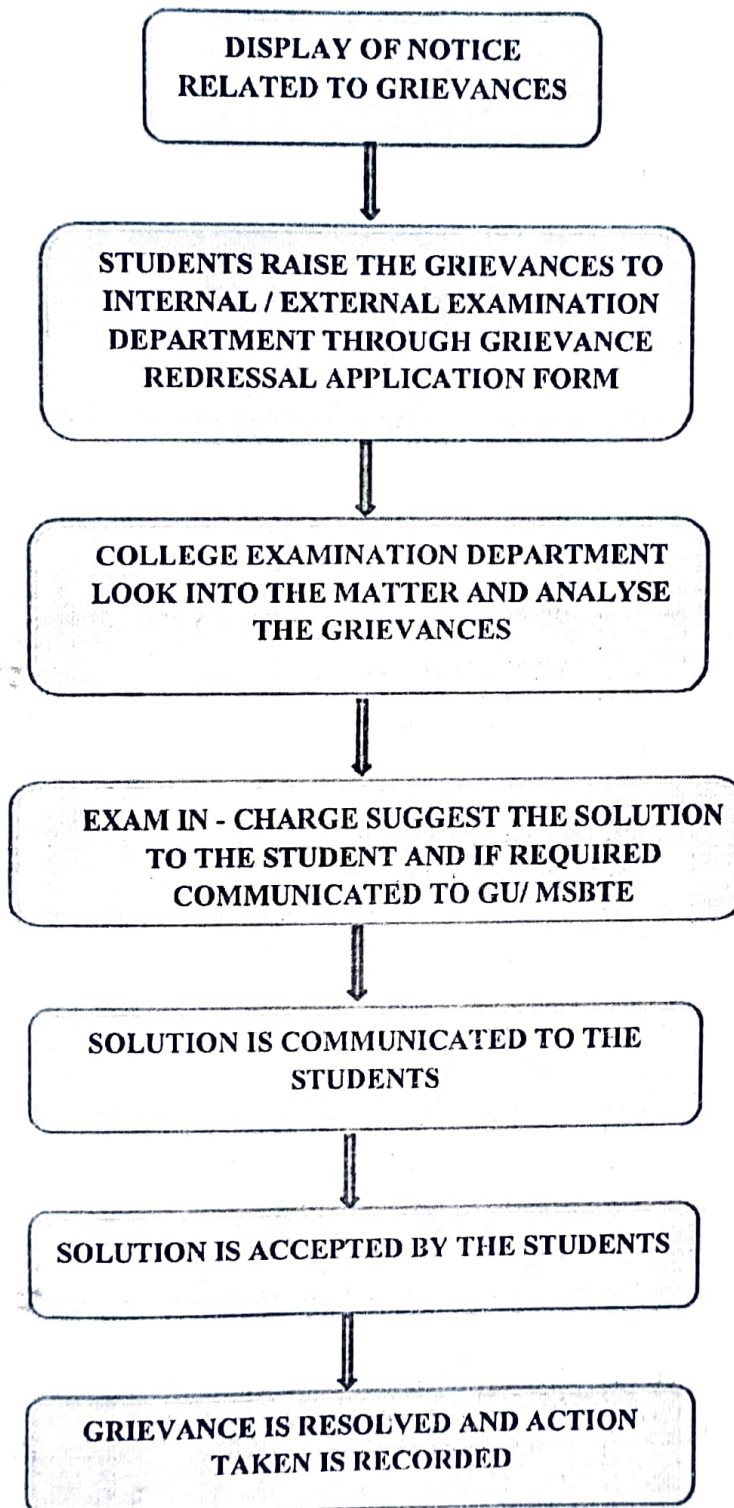 DISPLAY OF NOTICE
RELATED TO GRIEVANCES
STUDENTS RAISE THE GRIEVANCES TO
INTERNAL / EXTERNAL EXAMINATION
DEPARTMENT THROUGH GRIEVANCE
REDRESSAL APPLICATION FORM
COLLEGE EXAMINATION DEPARTMENT
LOOK INTO THE MATTER AND ANALYSE
THE GRIEVANCES
EXAM IN - CHARGE SUGGEST THE SOLUTION
TO THE STUDENT AND IF REQUIRED
COMMUNICATED TO GU/ MSBTE
SOLUTION IS COMMUNICATED TO THE
STUDENTS
SOLUTION IS ACCEPTED BY THE STUDENTS
GRIEVANCE IS RESOLVED AND ACTION
TAKEN IS RECORDED